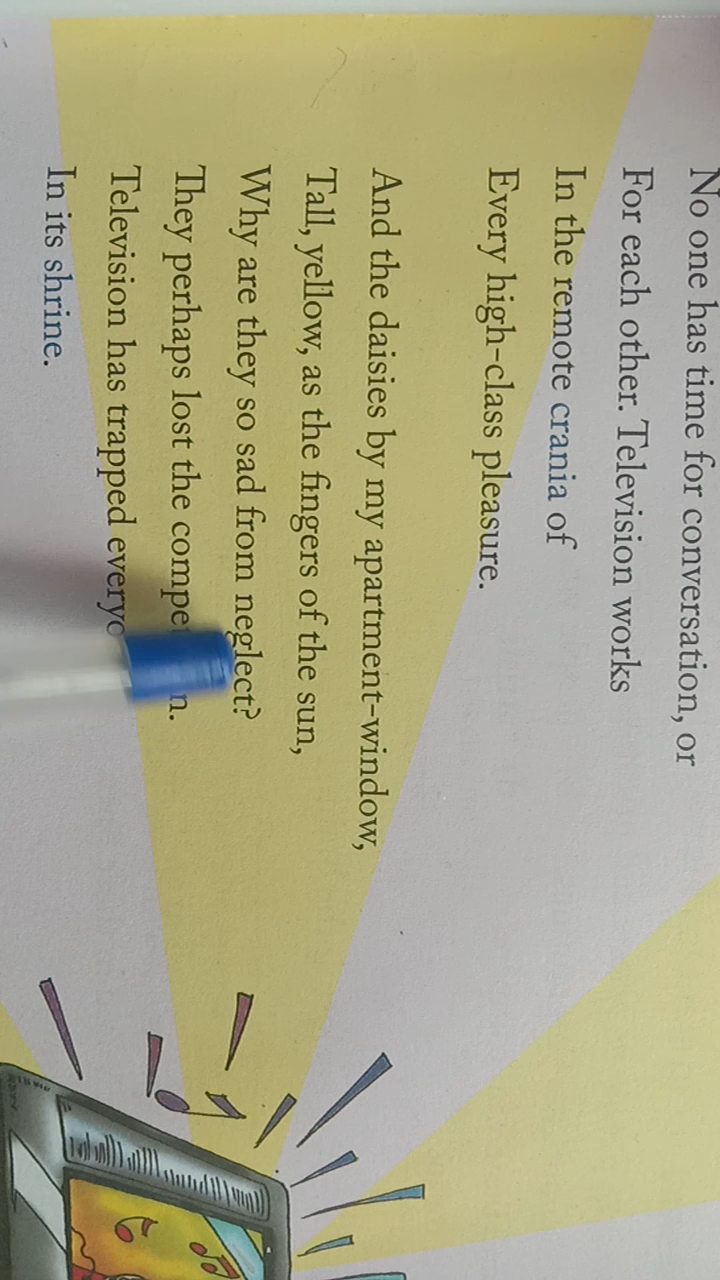 No one has time for conversation, or
For each other. Television works
In the remote crania of
Every high-class pleasure.
And the daisies by my apartment-window,
Tall, yellow, as the fingers of the sun,
Why are they so sad from neglect?
They perhaps lost the
Television has trapped
In its shrine.